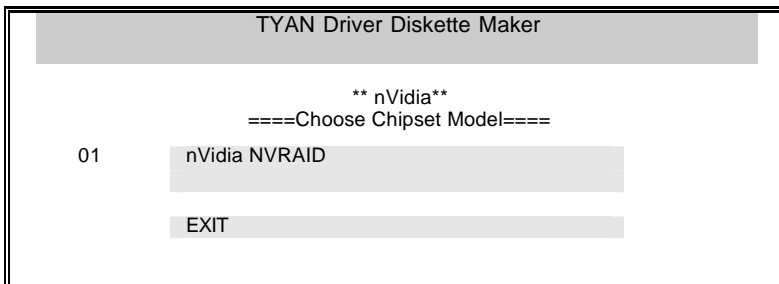 TYAN Driver Diskette Maker
** nVidia**
====Choose Chipset Model====
01 nVidia NVRAID
EXIT